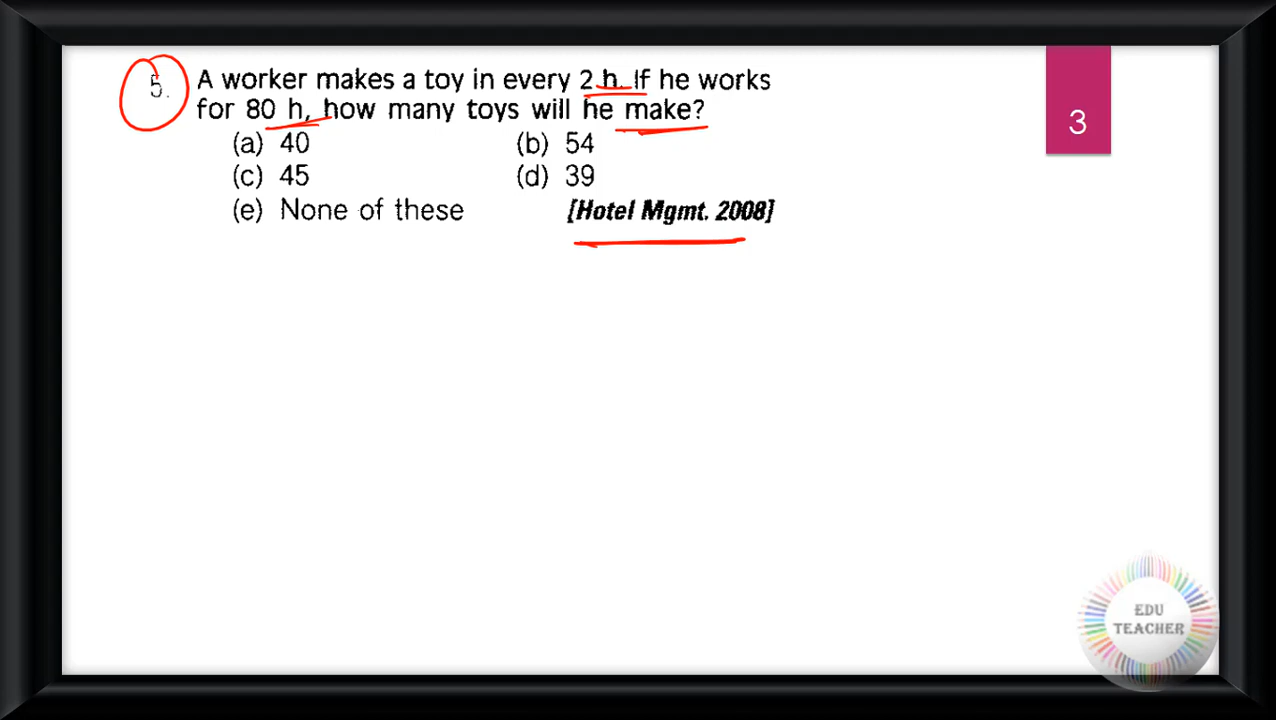 5. A worker makes a toy in every 2 h. If he works
for 80 h, how many toys will he make?
(a) 40 (b) 54
(c) 45 (d) 39
(e) None of these [Hotel Mgmt. 2008]
3
EDU
TEACHER